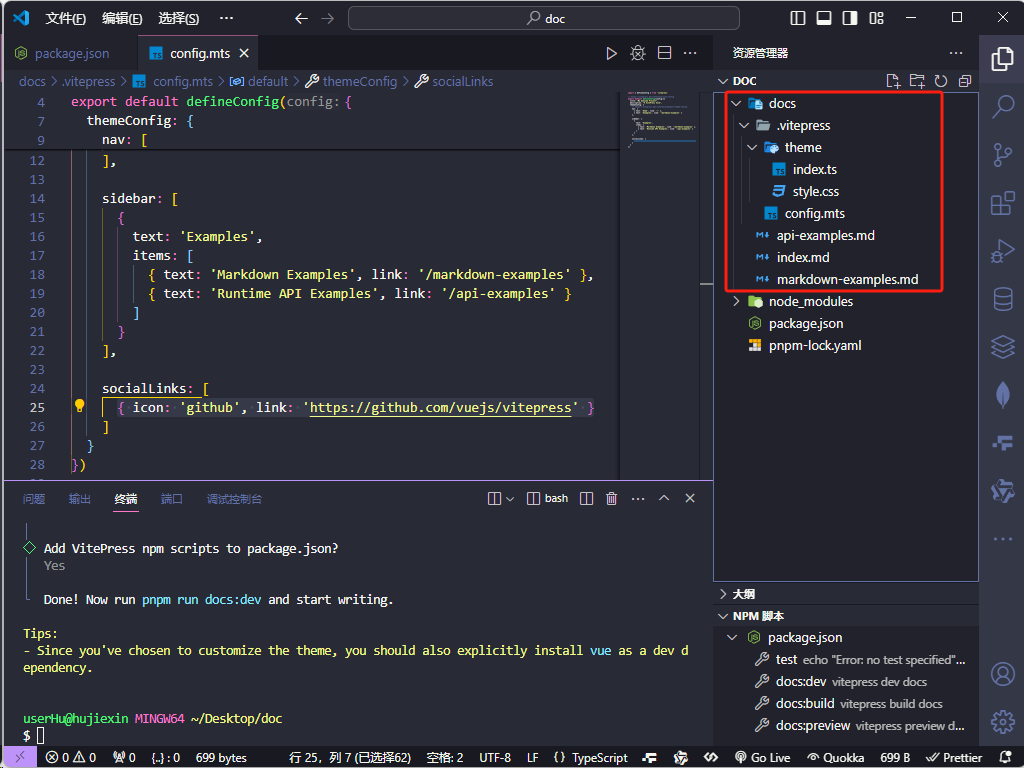 文件(F) 编辑(E) 选择(S) ··· doc
package.json
config.mts
docs > .vitepress > config.mts > default > themeConfig > socialLinks
4 export default defineConfig(config:{
7 themeConfig: {
9 nav: [
12 ],
13
14 sidebar: [
15 {
16 text: 'Examples',
17 items: [
18 { text: 'Markdown Examples', link: '/markdown-examples' },
19 { text: 'Runtime API Examples', link: '/api-examples' }
20 ]
21 }
22 ],
23
24 socialLinks: [
25 { icon: 'github', link: 'https://github.com/vuejs/vitepress' }
26 ]
27 }
28 })
问题 输出 终端 端口 调试控制台 bash
Add VitePress npm scripts to package.json?
Yes
Done! Now run pnpm run docs:dev and start writing.
Tips:
- Since you've chosen to customize the theme, you should also explicitly install vue as a dev d
ependency.
userHu@hujiexin MINGW64 ~/Desktop/doc
$
资源管理器 ···
DOC
docs
.vitepress
theme
index.ts
style.css
config.mts
api-examples.md
index.md
markdown-examples.md
node_modules
package.json
pnpm-lock.yaml
大纲
NPM 脚本
package.json
test echo "Error: no test specified"...
docs:dev vitepress dev docs
docs:build vitepress build docs
docs:preview vitepress preview d...
0 0 0 {..} : 0 699 bytes 行 25，列 7 (已选择62) 空格: 2 UTF-8 LF {} TypeScript Go Live Quokka 699 B Prettier